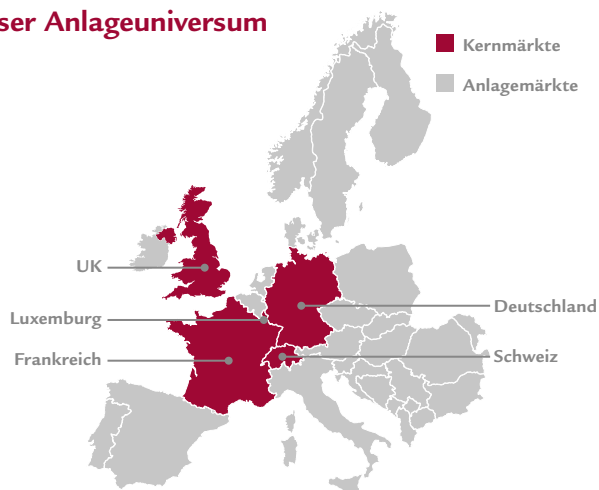 ser Anlageuniversum
Kernmärkte
Anlagemärkte
UK
Luxemburg
Frankreich
Deutschland
Schweiz